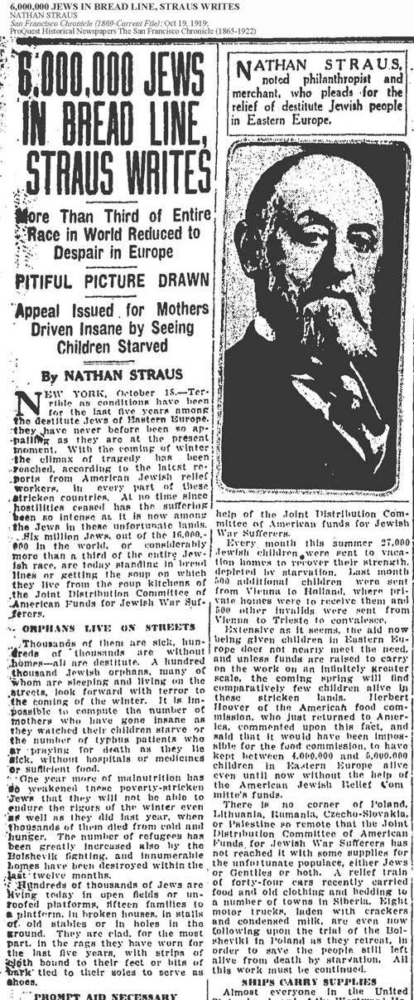 6,000,000 JEWS IN BREAD LINE, STRAUS WRITES
NATHAN STRAUS
San Francisco Chronicle (1869-Current File); Oct 19, 1919;
ProQuest Historical Newspapers The San Francisco Chronicle (1865-1922)
6,000,000 JEWS
IN BREAD LINE,
STRAUS WRITES
More Than Third of Entire
Race in World Reduced to
Despair in Europe
PITIFUL PICTURE DRAWN
Appeal Issued for Mothers
Driven Insane by Seeing
Children Starved
By NATHAN STRAUS
NEW YORK, October 18.—Ter-
rible as conditions have been
for the last five years among
the destitute Jews of Eastern Europe,
they have never before been so ap-
palling as they are at the present
moment. With the coming of winter
the climax of tragedy has been
reached, according to the latest re-
ports from American Jewish relief
workers, in every part of these
stricken countries. At no time since
hostilities ceased has the suffering
been so intense as it is now among
the Jews in these unfortunate lands.
Six million Jews, out of the 16,000,-
000 in the world, or considerably
more than a third of the entire Jew-
ish race, are today standing in bread
lines or getting the soup on which
they live from the soup kitchens of
the Joint Distribution Committee of
American Funds for Jewish War Suf-
ferers.
ORPHANS LIVE ON STREETS
Thousands of them are sick, hun-
dreds of thousands are without
homes—all are destitute. A hundred
thousand Jewish orphans, many of
whom are sleeping and living on the
streets, look forward with terror to
the coming of the winter. It is im-
possible to compute the number of
mothers who have gone insane as
they watched their children starve or
the number of typhus patients who
ar praying for death as they lie
sick, without hospitals or medicines
or sufficient food.
One year more of malnutrition has
so weakened these poverty-stricken
Jews that they will not be able to
endure the rigors of the winter even
as well as they did last year, when
thousands of them died from cold and
hunger. The number of refugees has
been greatly increased also by the
Bolshevik fighting, and innumerable
homes have been destroyed within the
last twelve months.
Hundreds of thousands of Jews are
living today in open fields or un-
roofed platforms, fifteen families to
a platform, in broken houses, in stalls
of old stables or in holes in the
ground. They are clad, for the most
part, in the rags they have worn for
the last five years, with strips of
cloth bound to their feet or bits of
bark tied to their soles to serve as
shoes.
PROMPT AID NECESSARY
NATHAN STRAUS,
noted philanthropist and
merchant, who pleads for the
relief of destitute Jewish people
in Eastern Europe.
help of the Joint Distribution Com-
mittee of American funds for Jewish
War Sufferers.
Every month this summer 27,000
Jewish children were sent to vaca-
tion homes to recover their strength,
depleted by starvation. Last month
500 additional children were sent
from Vienna to Holland, where pri-
vate homes were to receive them and
500 other invalids were sent from
Vienna to Trieste to convalesce.
Extensive as it seems, the aid now
being given children in Eastern Eu-
rope does not nearly meet the need,
and unless funds are raised to carry
on the work on an infinitely greater
scale, the coming spring will find
comparatively few children alive in
these stricken lands. Herbert
Hoover of the American food com-
mission, who just returned to Amer-
ica, commented upon this fact, and
said that it would have been impos-
sible for the food commission, to have
kept between 4,000,000 and 5,000,000
children in Eastern Europe alive
even until now without the help of
the American Jewish Relief Com
mitte's funds.
There is no corner of Poland,
Lithuania, Rumania, Czecho-Slovakia,
or Palestine so remote that the Joint
Distribution Committee of American
Funds for Jewish War Sufferers has
not reached it with some supplies for
the unfortunate populace, either Jews
or Gentiles or both. A relief train
of forty-four cars recently carried
food and old clothing and bedding to
a number of towns in Siberia. Eight
motor trucks, laden with crackers
and condensed milk, are even now
following upon the trial of the Bol-
sheviki in Poland as they retreat, in
order to save the people still left
alive from death by starvation. All
this work must be continued.
SHIPS CARRY SUPPLIES
Almost everyone in the United